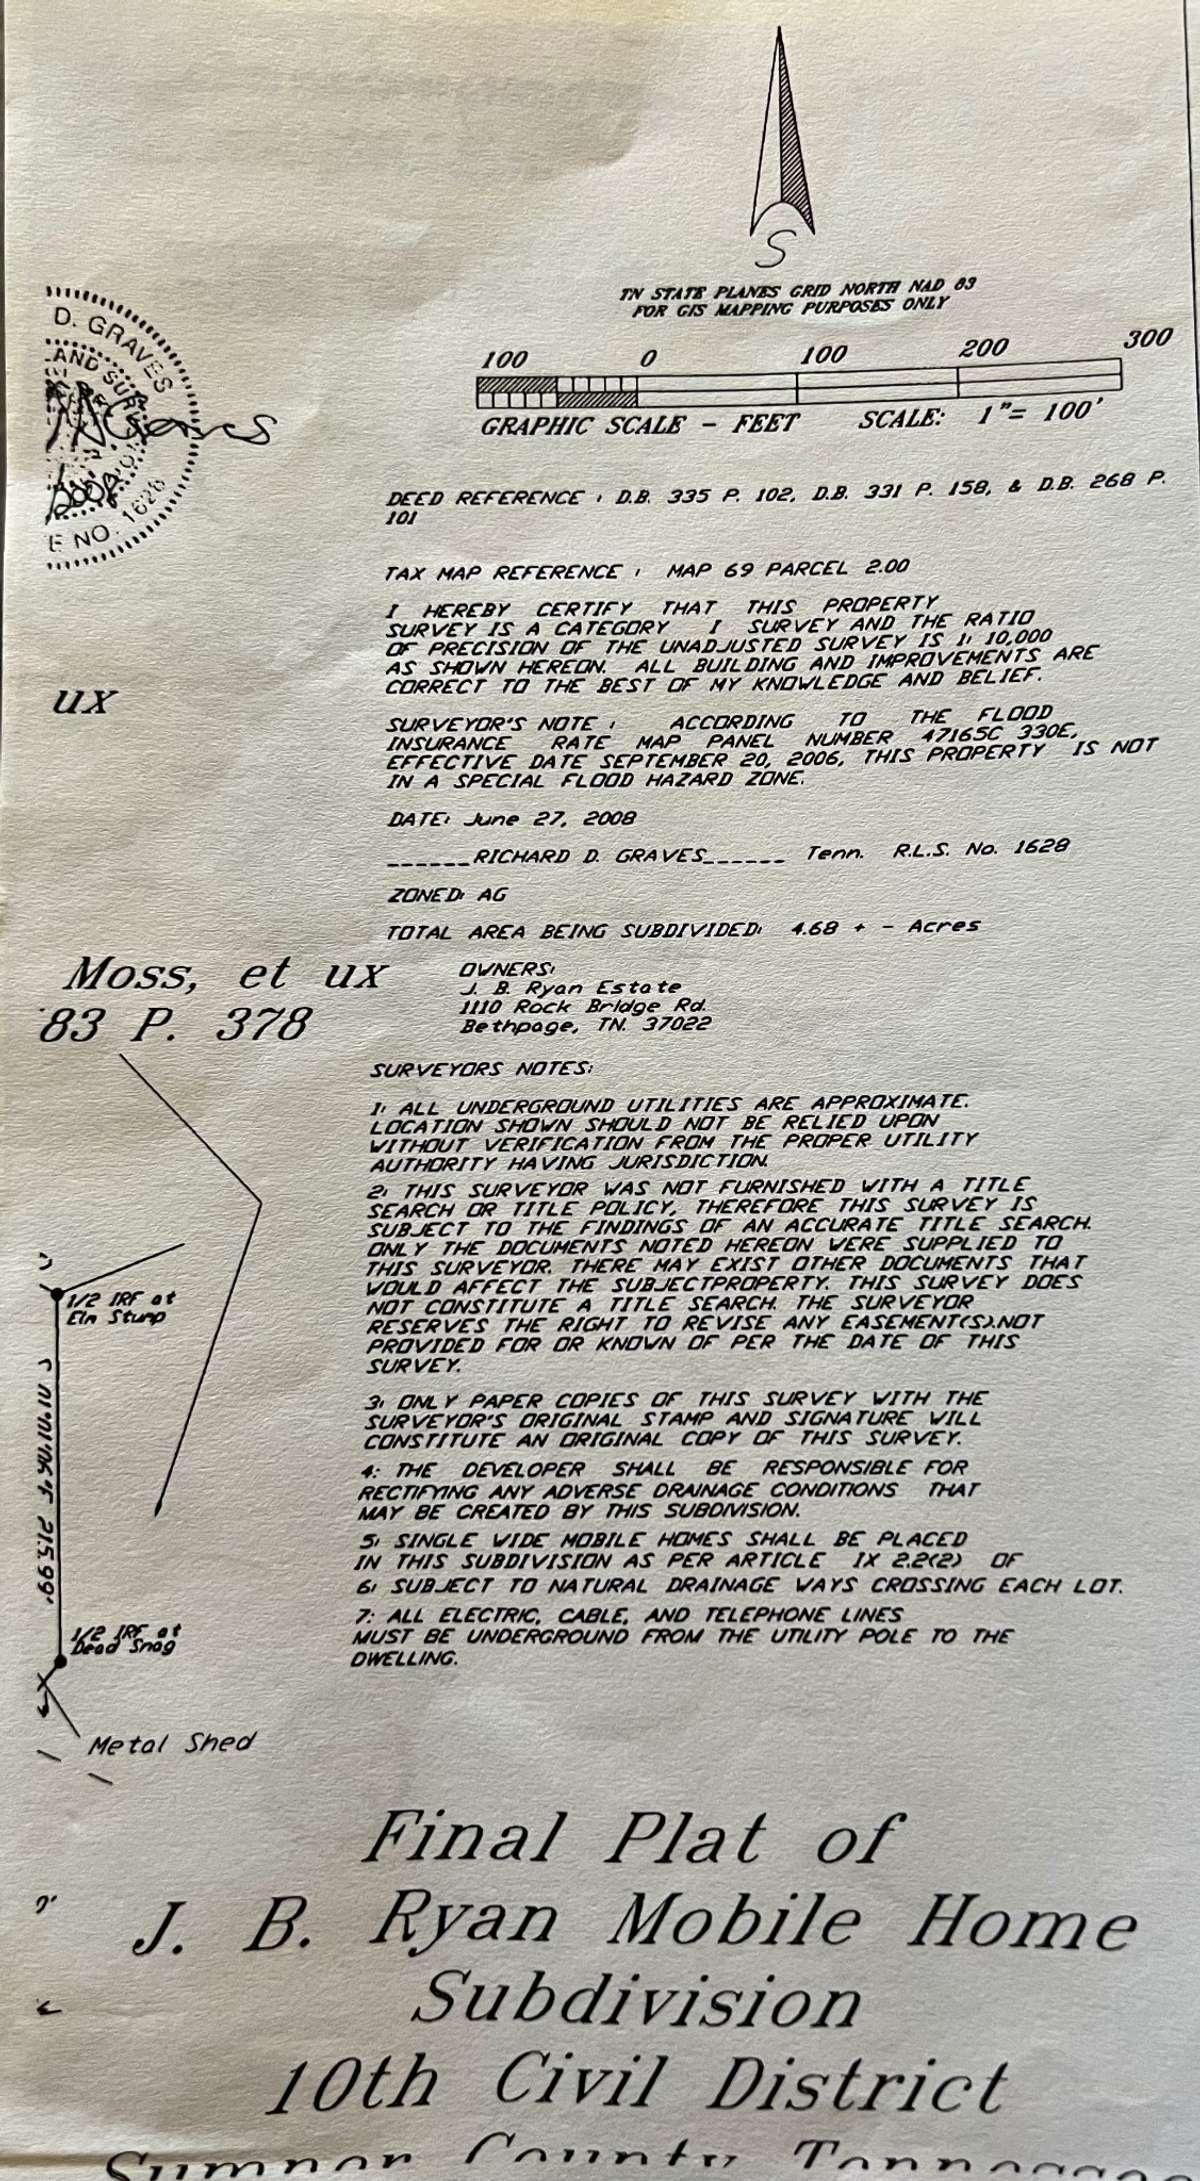 S
TN STATE PLANES GRID NORTH NAD 83
FOR GIS MAPPING PURPOSES ONLY
100 0 100 200 300
GRAPHIC SCALE - FEET SCALE: 1"= 100'
D. GRAVES
AND SURV
Graves
2008
E NO. 1628
DEED REFERENCE : D.B. 335 P. 102, D.B. 331 P. 158, & D.B. 268 P.
101
TAX MAP REFERENCE : MAP 69 PARCEL 2.00
I HEREBY CERTIFY THAT THIS PROPERTY
SURVEY IS A CATEGORY I SURVEY AND THE RATIO
OF PRECISION OF THE UNADJUSTED SURVEY IS 1: 10,000
AS SHOWN HEREON. ALL BUILDING AND IMPROVEMENTS ARE
CORRECT TO THE BEST OF MY KNOWLEDGE AND BELIEF.
ux
SURVEYOR'S NOTE : ACCORDING TO THE FLOOD
INSURANCE RATE MAP PANEL NUMBER 47165C 330E,
EFFECTIVE DATE SEPTEMBER 20, 2006, THIS PROPERTY IS NOT
IN A SPECIAL FLOOD HAZARD ZONE.
DATE: June 27, 2008
______RICHARD D. GRAVES______ Tenn. R.L.S. No. 1628
ZONED: AG
TOTAL AREA BEING SUBDIVIDED: 4.68 + - Acres
Moss, et ux
83 P. 378
OWNERS:
J. B. Ryan Estate
1110 Rock Bridge Rd.
Bethpage, TN. 37022
SURVEYORS NOTES:
1: ALL UNDERGROUND UTILITIES ARE APPROXIMATE.
LOCATION SHOWN SHOULD NOT BE RELIED UPON
WITHOUT VERIFICATION FROM THE PROPER UTILITY
AUTHORITY HAVING JURISDICTION.
2: THIS SURVEYOR WAS NOT FURNISHED WITH A TITLE
SEARCH OR TITLE POLICY, THEREFORE THIS SURVEY IS
SUBJECT TO THE FINDINGS OF AN ACCURATE TITLE SEARCH.
ONLY THE DOCUMENTS NOTED HEREON WERE SUPPLIED TO
THIS SURVEYOR. THERE MAY EXIST OTHER DOCUMENTS THAT
WOULD AFFECT THE SUBJECTPROPERTY. THIS SURVEY DOES
NOT CONSTITUTE A TITLE SEARCH. THE SURVEYOR
RESERVES THE RIGHT TO REVISE ANY EASEMENT(S).NOT
PROVIDED FOR OR KNOWN OF PER THE DATE OF THIS
SURVEY.
1/2 IRF at
Elm Stump
215.99'
1/2 IRF at
Dead Snag
Metal Shed
3: ONLY PAPER COPIES OF THIS SURVEY WITH THE
SURVEYOR'S ORIGINAL STAMP AND SIGNATURE WILL
CONSTITUTE AN ORIGINAL COPY OF THIS SURVEY.
4: THE DEVELOPER SHALL BE RESPONSIBLE FOR
RECTIFYING ANY ADVERSE DRAINAGE CONDITIONS THAT
MAY BE CREATED BY THIS SUBDIVISION.
5: SINGLE WIDE MOBILE HOMES SHALL BE PLACED
IN THIS SUBDIVISION AS PER ARTICLE IX 2.2(2) OF
6: SUBJECT TO NATURAL DRAINAGE WAYS CROSSING EACH LOT.
7: ALL ELECTRIC, CABLE, AND TELEPHONE LINES
MUST BE UNDERGROUND FROM THE UTILITY POLE TO THE
DWELLING.
Final Plat of
J. B. Ryan Mobile Home
Subdivision
10th Civil District
Sumner County Tennessee